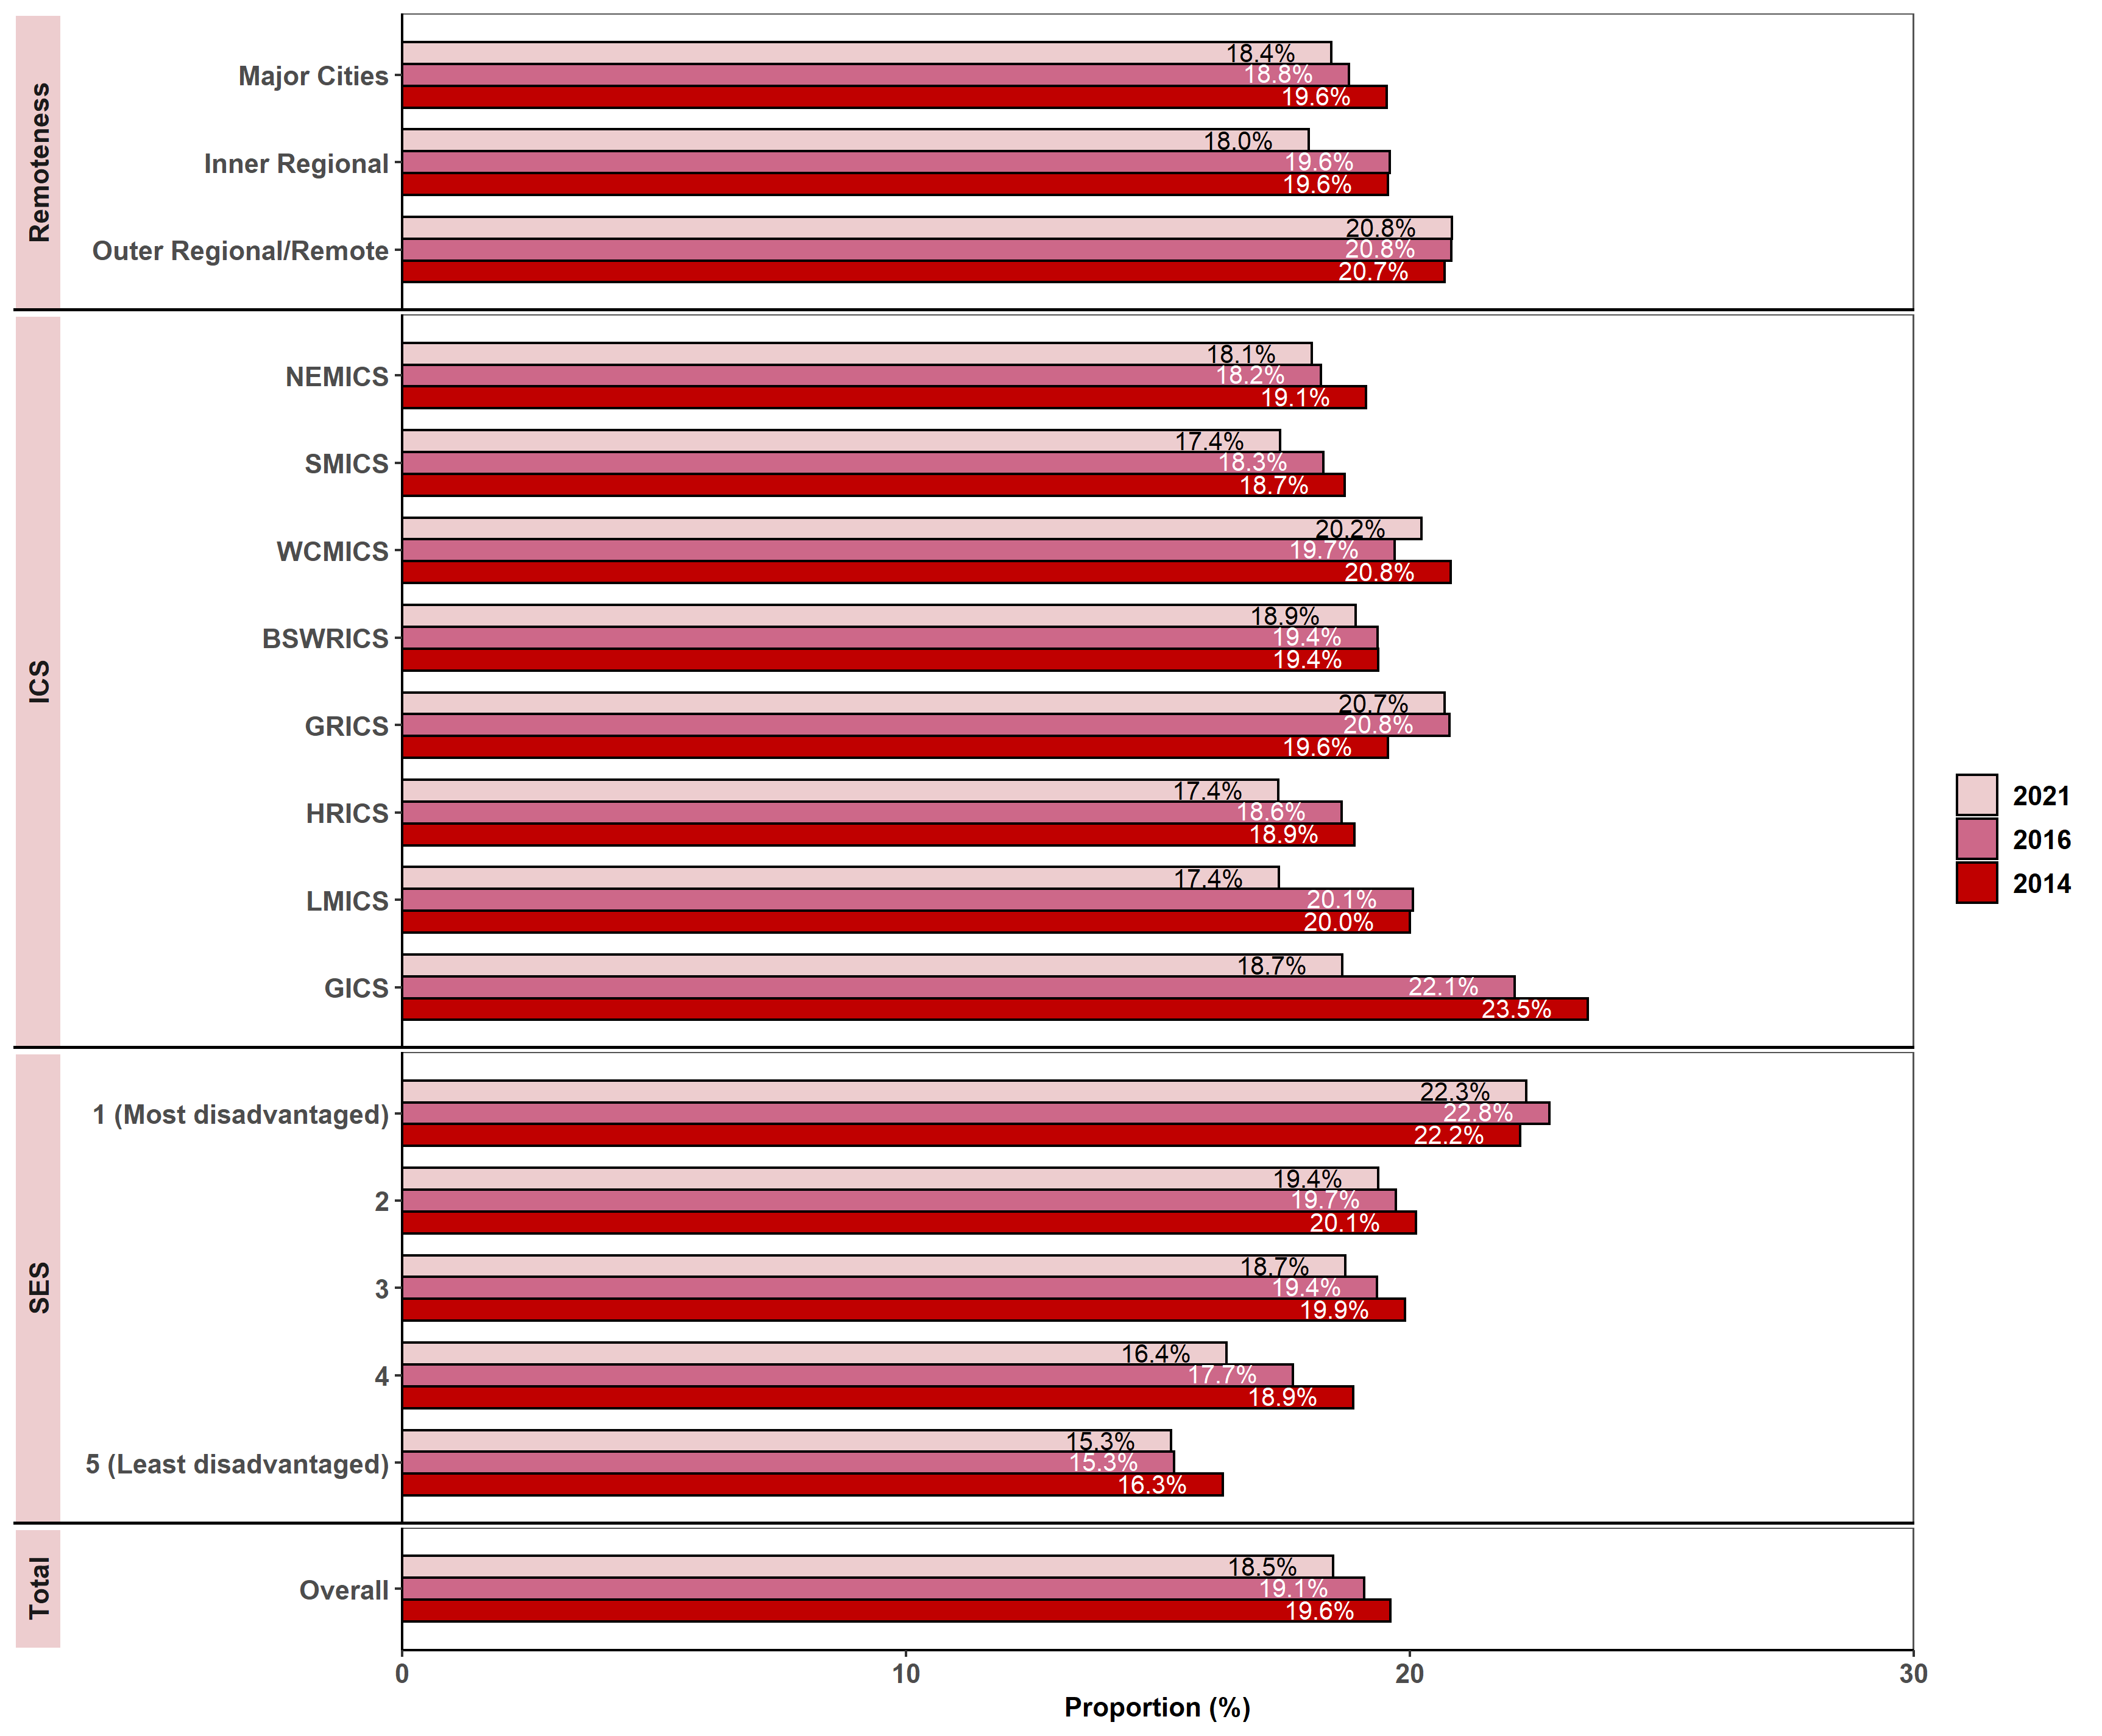 Remoteness
Major Cities
18.4%
18.8%
19.6%
Inner Regional
18.0%
19.6%
19.6%
Outer Regional/Remote
20.8%
20.8%
20.7%
ICS
NEMICS
18.1%
18.2%
19.1%
SMICS
17.4%
18.3%
18.7%
WCMICS
20.2%
19.7%
20.8%
BSWRICS
18.9%
19.4%
19.4%
GRICS
20.7%
20.8%
19.6%
HRICS
17.4%
18.6%
18.9%
LMICS
17.4%
20.1%
20.0%
GICS
18.7%
22.1%
23.5%
SES
1 (Most disadvantaged)
22.3%
22.8%
22.2%
2
19.4%
19.7%
20.1%
3
18.7%
19.4%
19.9%
4
16.4%
17.7%
18.9%
5 (Least disadvantaged)
15.3%
15.3%
16.3%
Total
Overall
18.5%
19.1%
19.6%
0 10 20 30
Proportion (%)
2021
2016
2014